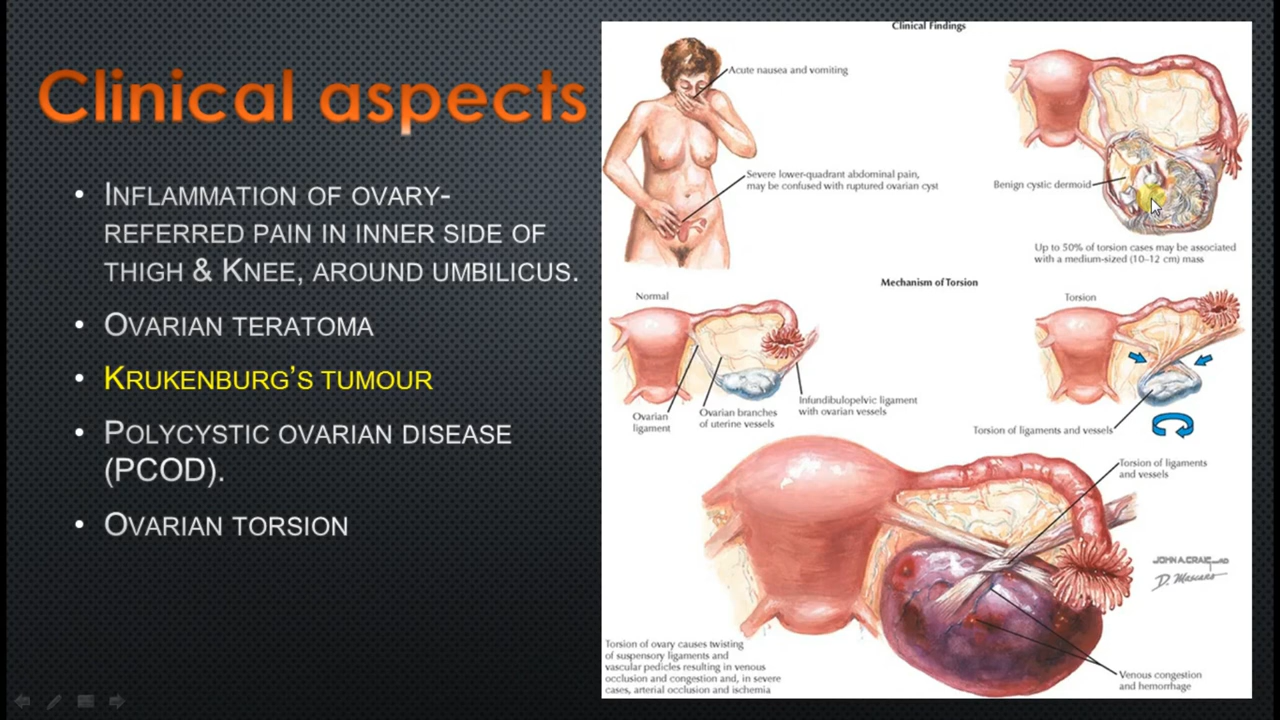 Clinical aspects
• Inflammation of ovary-
referred pain in inner side of
thigh & Knee, around umbilicus.
• Ovarian teratoma
• Krukenburg's tumour
• Polycystic ovarian disease
(PCOD).
• Ovarian torsion
Clinical Findings
Acute nausea and vomiting
Severe lower-quadrant abdominal pain,
may be confused with ruptured ovarian cyst
Benign cystic dermoid
Up to 50% of torsion cases may be associated
with a medium-sized (10–12 cm) mass
Mechanism of Torsion
Normal
Ovarian
ligament
Ovarian branches
of uterine vessels
Infundibulopelvic ligament
with ovarian vessels
Torsion
Torsion of ligaments and vessels
Torsion of ligaments
and vessels
JOHN A. CRAIG MD
D. Mascaro
Venous congestion
and hemorrhage
Torsion of ovary causes twisting
of suspensory ligaments and
vascular pedicles resulting in venous
occlusion and congestion and, in severe
cases, arterial occlusion and ischemia